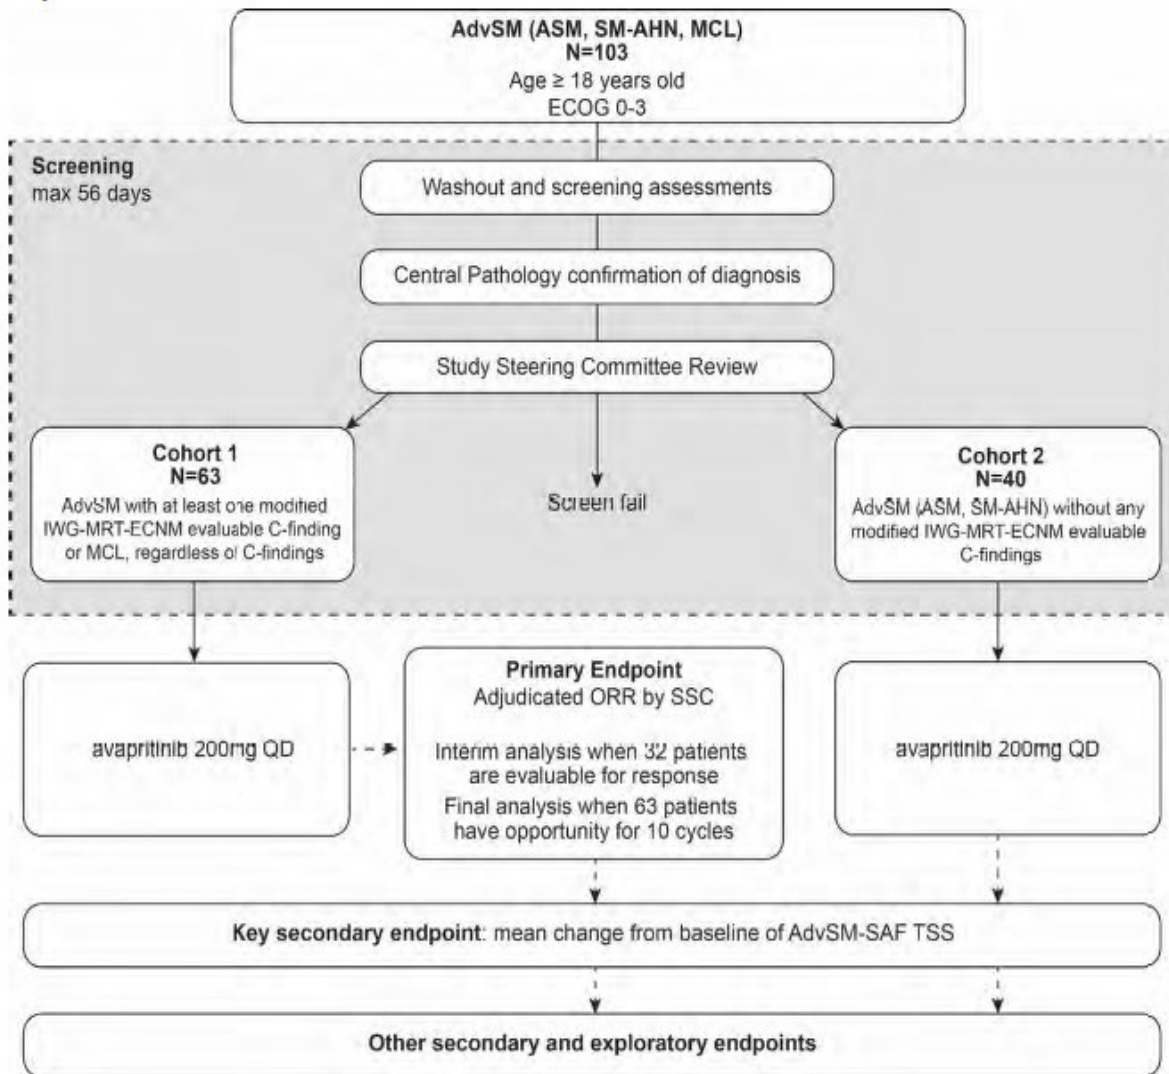 AdvSM (ASM, SM-AHN, MCL)
N=103
Age ≥ 18 years old
ECOG 0-3
Screening
max 56 days
Washout and screening assessments
Central Pathology confirmation of diagnosis
Study Steering Committee Review
Cohort 1
N=63
AdvSM with at least one modified
IWG-MRT-ECNM evaluable C-finding
or MCL, regardless of C-findings
Screen fail
Cohort 2
N=40
AdvSM (ASM, SM-AHN) without any
modified IWG-MRT-ECNM evaluable
C-findings
avapritinib 200mg QD
Primary Endpoint
Adjudicated ORR by SSC
Interim analysis when 32 patients
are evaluable for response
Final analysis when 63 patients
have opportunity for 10 cycles
avapritinib 200mg QD
Key secondary endpoint: mean change from baseline of AdvSM-SAF TSS
Other secondary and exploratory endpoints